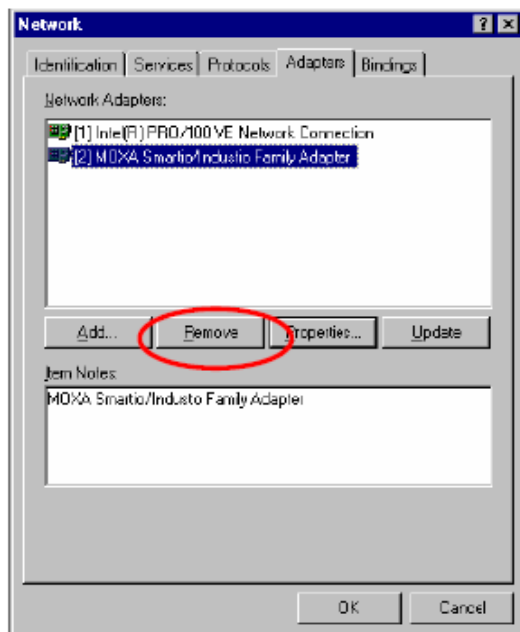 Network
Identification Services Protocols Adapters Bindings
Network Adapters:
[1] Intel(R) PRO/100 VE Network Connection
[2] MOXA Smartio/Industio Family Adapter
Add... Remove Properties... Update
Item Notes:
MOXA Smartio/Industo Family Adapter
OK Cancel